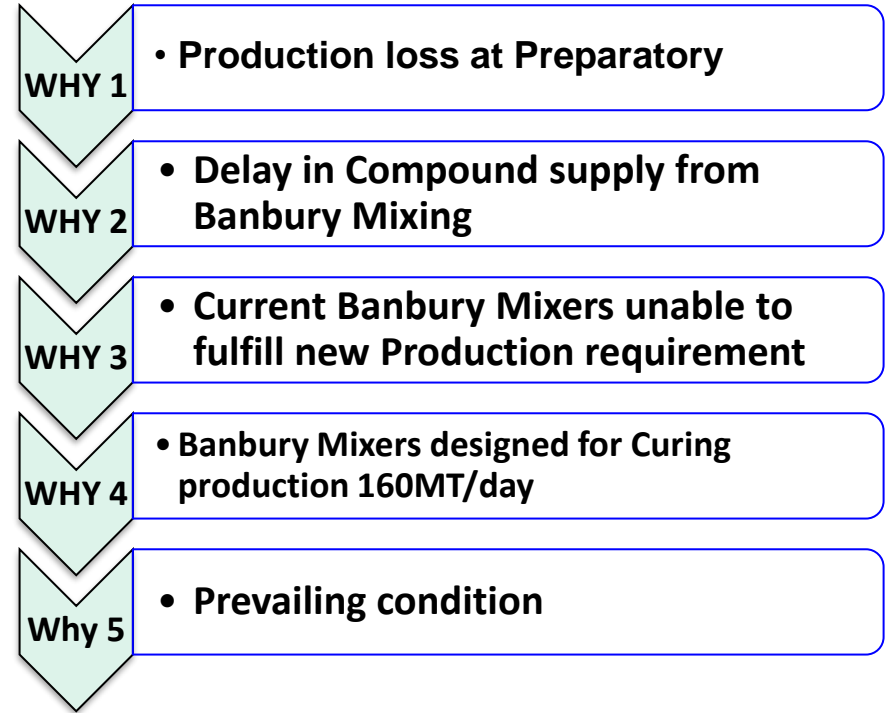 WHY 1
• Production loss at Preparatory
WHY 2
• Delay in Compound supply from
Banbury Mixing
WHY 3
• Current Banbury Mixers unable to
fulfill new Production requirement
WHY 4
• Banbury Mixers designed for Curing
production 160MT/day
Why 5
• Prevailing condition